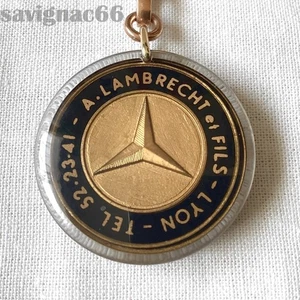 savignac66
A. LAMBRECHT et FILS - LYON - TEL. 52-23-41 -